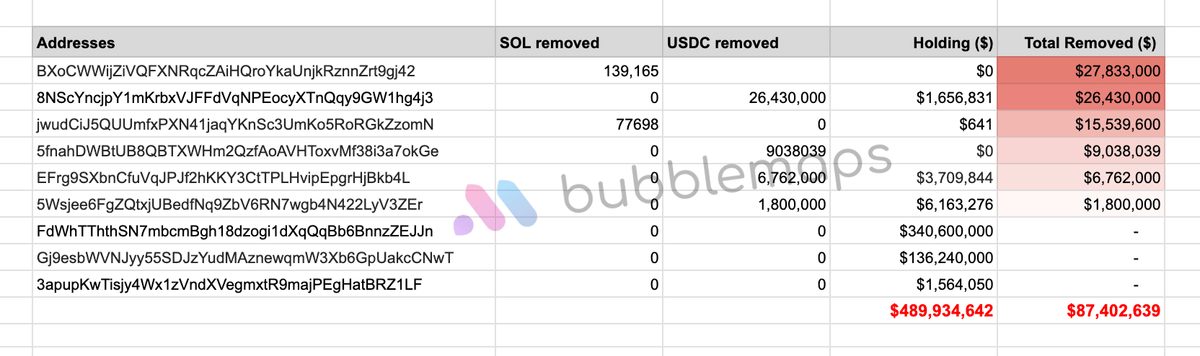 Addresses SOL removed USDC removed Holding ($) Total Removed ($)
BXoCWWijZiVQFXNRqcZAiHQroYkaUnjkRznnZrt9gj42 139,165 $0 $27,833,000
8NScYncjpY1mKrbxVJFFdVqNPEocyXTnQqy9GW1hg4j3 0 26,430,000 $1,656,831 $26,430,000
jwudCiJ5QUUmfxPXN41jaqYKnSc3UmKo5RoRGkZzomN 77698 0 $641 $15,539,600
5fnahDWBtUB8QBTXWHm2QzfAoAVHToxvMf38i3a7okGe 0 9038039 $0 $9,038,039
EFrg9SXbnCfuVqJPJf2hKKY3CtTPLHvipEpgrHjBkb4L 0 6,762,000 $3,709,844 $6,762,000
5Wsjee6FgZQtxjUBedfNq9ZbV6RN7wgb4N422LyV3ZEr 0 1,800,000 $6,163,276 $1,800,000
FdWhTThthSN7mbcmBgh18dzogi1dXqQqBb6BnnzZEJJn 0 0 $340,600,000 -
Gj9esbWVNJyy55SDJzYudMAznewqmW3Xb6GpUakcCNwT 0 0 $136,240,000 -
3apupKwTisjy4Wx1zVndXVegmxtR9majPEgHatBRZ1LF 0 0 $1,564,050 -
$489,934,642 $87,402,639
bubblemaps